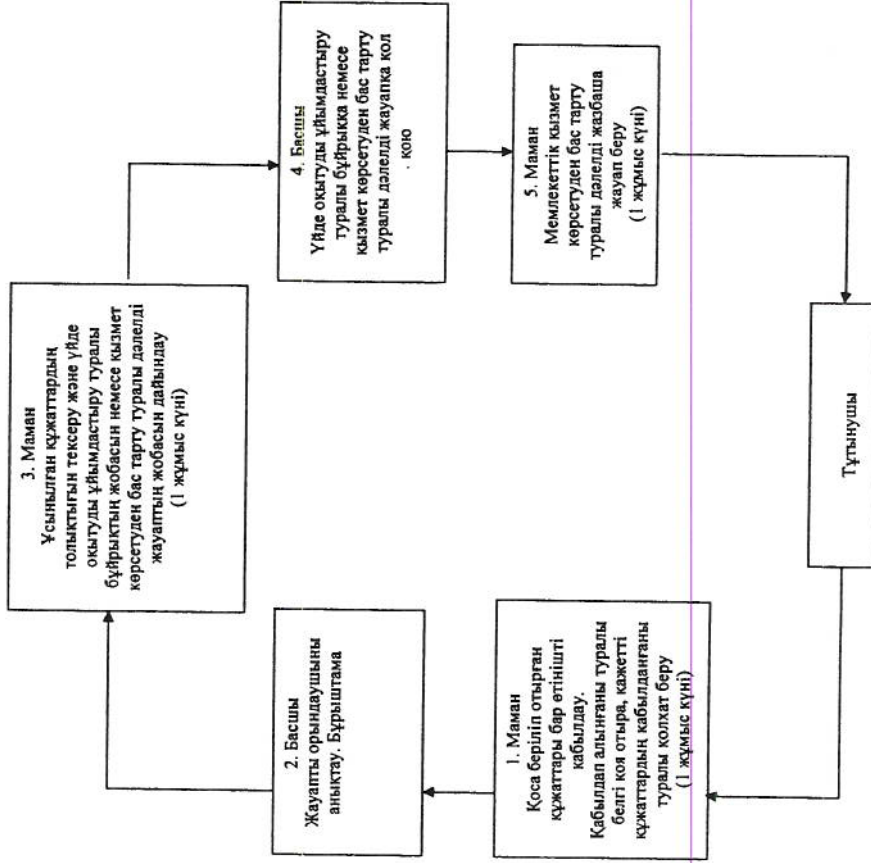 3. Маман
Ұсынылған құжаттардың
толықтығын тексеру және үйде
оқытуды ұйымдастыру туралы
бұйрықтың жобасын немесе қызмет
көрсетуден бас тарту туралы дәлелді
жауаптың жобасын дайындау
(1 жұмыс күні)
4. Басшы
Үйде оқытуды ұйымдастыру
туралы бұйрыққа немесе
қызмет көрсетуден бас тарту
туралы дәлелді жауапқа қол
. қою
2. Басшы
Жауапты орындаушыны
анықтау. Бұрыштама
5. Маман
Мемлекеттік қызмет
көрсетуден бас тарту
туралы дәлелді жазбаша
жауап беру
(1 жұмыс күні)
1. Маман
Қоса беріліп отырған
құжаттары бар өтінішті
қабылдау.
Қабылдап алынғаны туралы
белгі қоя отыра, қажетті
құжаттардың қабылданғаны
туралы қолхат беру
(1 жұмыс күні)
Тұтынушы